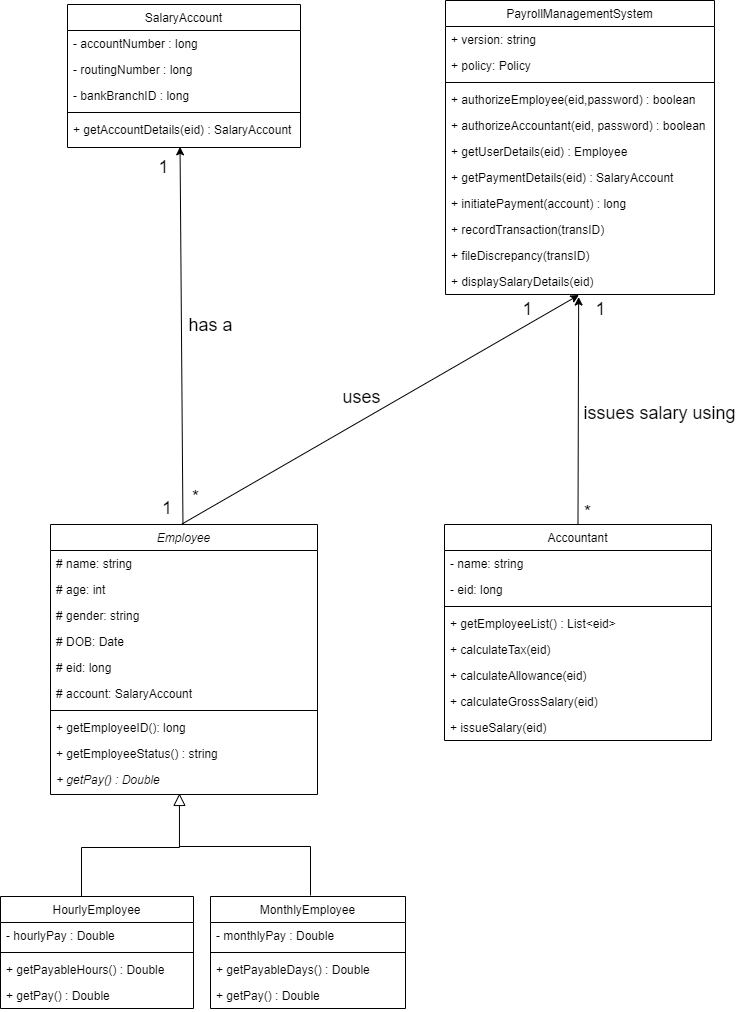 SalaryAccount
- accountNumber : long
- routingNumber : long
- bankBranchID : long
+ getAccountDetails(eid) : SalaryAccount
PayrollManagementSystem
+ version: string
+ policy: Policy
+ authorizeEmployee(eid,password) : boolean
+ authorizeAccountant(eid, password) : boolean
+ getUserDetails(eid) : Employee
+ getPaymentDetails(eid) : SalaryAccount
+ initiatePayment(account) : long
+ recordTransaction(transID)
+ fileDiscrepancy(transID)
+ displaySalaryDetails(eid)
1
1
1
has a
uses
issues salary using
*
1
*
Employee
# name: string
# age: int
# gender: string
# DOB: Date
# eid: long
# account: SalaryAccount
+ getEmployeeID(): long
+ getEmployeeStatus() : string
+ getPay() : Double
Accountant
- name: string
- eid: long
+ getEmployeeList() : List<eid>
+ calculateTax(eid)
+ calculateAllowance(eid)
+ calculateGrossSalary(eid)
+ issueSalary(eid)
HourlyEmployee
- hourlyPay : Double
+ getPayableHours() : Double
+ getPay() : Double
MonthlyEmployee
- monthlyPay : Double
+ getPayableDays() : Double
+ getPay() : Double